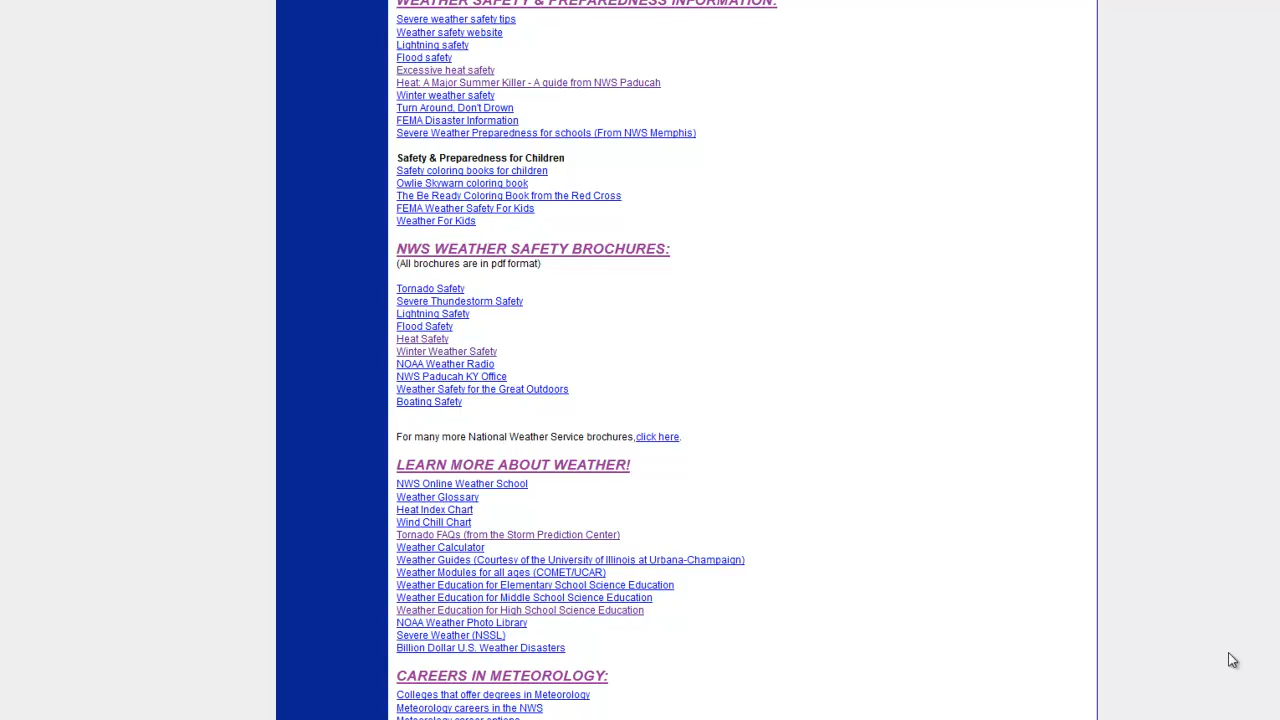 WEATHER SAFETY & PREPAREDNESS INFORMATION:
Severe weather safety tips
Weather safety website
Lightning safety
Flood safety
Excessive heat safety
Heat: A Major Summer Killer - A guide from NWS Paducah
Winter weather safety
Turn Around, Don't Drown
FEMA Disaster Information
Severe Weather Preparedness for schools (From NWS Memphis)
Safety & Preparedness for Children
Safety coloring books for children
Owlie Skywarn coloring book
The Be Ready Coloring Book from the Red Cross
FEMA Weather Safety For Kids
Weather For Kids
NWS WEATHER SAFETY BROCHURES:
(All brochures are in pdf format)
Tornado Safety
Severe Thundestorm Safety
Lightning Safety
Flood Safety
Heat Safety
Winter Weather Safety
NOAA Weather Radio
NWS Paducah KY Office
Weather Safety for the Great Outdoors
Boating Safety
For many more National Weather Service brochures,click here.
LEARN MORE ABOUT WEATHER!
NWS Online Weather School
Weather Glossary
Heat Index Chart
Wind Chill Chart
Tornado FAQs (from the Storm Prediction Center)
Weather Calculator
Weather Guides (Courtesy of the University of Illinois at Urbana-Champaign)
Weather Modules for all ages (COMET/UCAR)
Weather Education for Elementary School Science Education
Weather Education for Middle School Science Education
Weather Education for High School Science Education
NOAA Weather Photo Library
Severe Weather (NSSL)
Billion Dollar U.S. Weather Disasters
CAREERS IN METEOROLOGY:
Colleges that offer degrees in Meteorology
Meteorology careers in the NWS
Meteorology career options